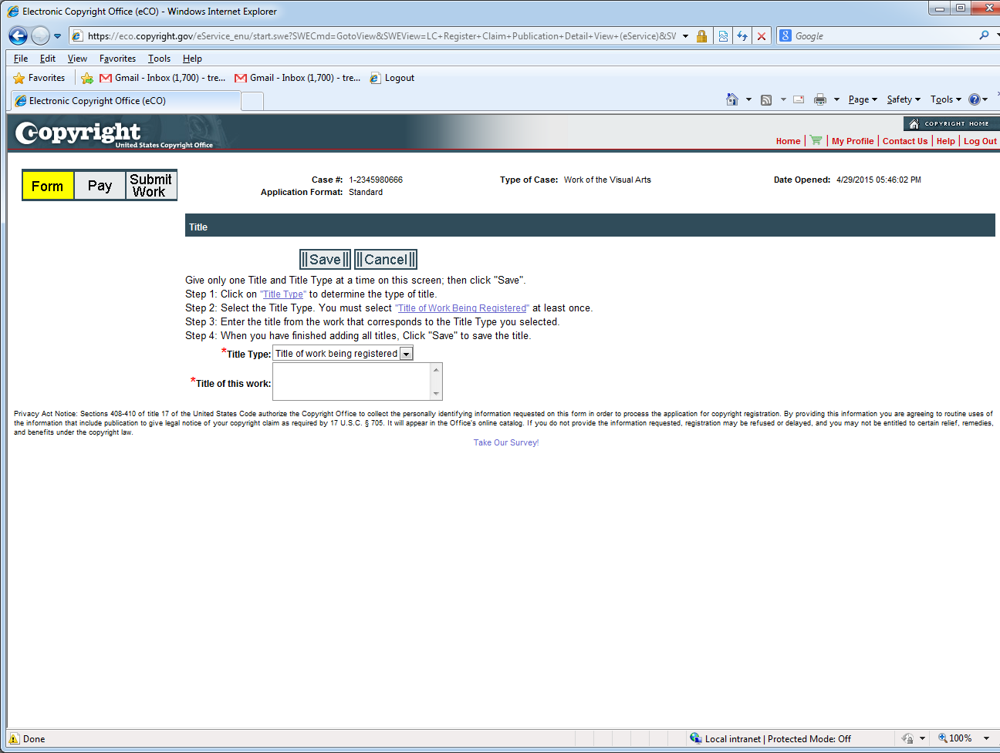 Electronic Copyright Office (eCO) - Windows Internet Explorer
https://eco.copyright.gov/eService_enu/start.swe?SWECmd=GotoView&SWEView=LC+Register+Claim+Publication+Detail+View+(eService)&SV
Google
File Edit View Favorites Tools Help
Favorites Gmail - Inbox (1,700) - tre... Gmail - Inbox (1,700) - tre... Logout
Electronic Copyright Office (eCO)
Page Safety Tools
Copyright
United States Copyright Office
COPYRIGHT HOME
Home | | My Profile | Contact Us | Help | Log Out
Form Pay Submit Work
Case #: 1-2345980666 Type of Case: Work of the Visual Arts Date Opened: 4/29/2015 05:46:02 PM
Application Format: Standard
Title
Save Cancel
Give only one Title and Title Type at a time on this screen; then click "Save".
Step 1: Click on "Title Type" to determine the type of title.
Step 2: Select the Title Type. You must select "Title of Work Being Registered" at least once.
Step 3: Enter the title from the work that corresponds to the Title Type you selected.
Step 4: When you have finished adding all titles, Click "Save" to save the title.
*Title Type: Title of work being registered
*Title of this work:
Privacy Act Notice: Sections 408-410 of title 17 of the United States Code authorize the Copyright Office to collect the personally identifying information requested on this form in order to process the application for copyright registration. By providing this information you are agreeing to routine uses of
the information that include publication to give legal notice of your copyright claim as required by 17 U.S.C. § 705. It will appear in the Office's online catalog. If you do not provide the information requested, registration may be refused or delayed, and you may not be entitled to certain relief, remedies,
and benefits under the copyright law.
Take Our Survey!
Done
Local intranet | Protected Mode: Off
100%